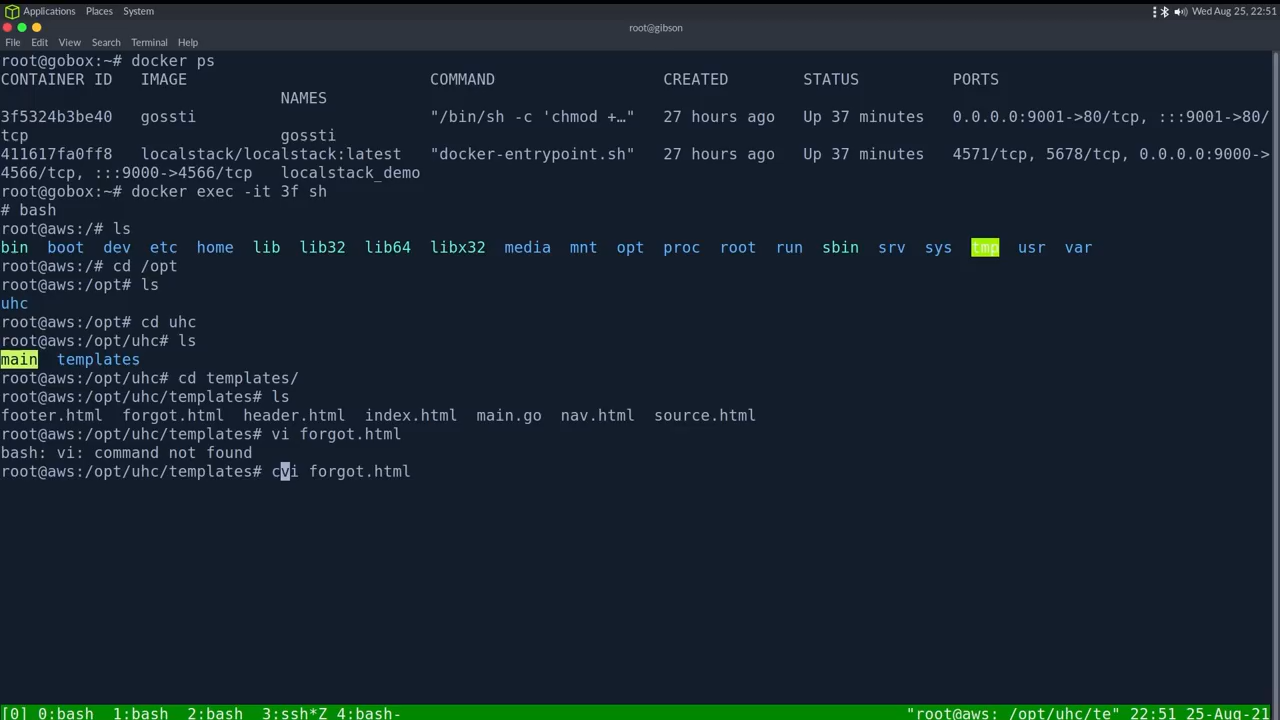 Applications Places System
Wed Aug 25, 22:51
root@gibson
File Edit View Search Terminal Help
root@gobox:~# docker ps
CONTAINER ID   IMAGE                          COMMAND                  CREATED        STATUS          PORTS
                              NAMES
3f5324b3be40   gossti                         "/bin/sh -c 'chmod +…"   27 hours ago   Up 37 minutes   0.0.0.0:9001->80/tcp, :::9001->80/
tcp                           gossti
411617fa0ff8   localstack/localstack:latest   "docker-entrypoint.sh"   27 hours ago   Up 37 minutes   4571/tcp, 5678/tcp, 0.0.0.0:9000->
4566/tcp, :::9000->4566/tcp   localstack_demo
root@gobox:~# docker exec -it 3f sh
# bash
root@aws:/# ls
bin  boot  dev  etc  home  lib  lib32  lib64  libx32  media  mnt  opt  proc  root  run  sbin  srv  sys  tmp  usr  var
root@aws:/# cd /opt
root@aws:/opt# ls
uhc
root@aws:/opt# cd uhc
root@aws:/opt/uhc# ls
main  templates
root@aws:/opt/uhc# cd templates/
root@aws:/opt/uhc/templates# ls
footer.html  forgot.html  header.html  index.html  main.go  nav.html  source.html
root@aws:/opt/uhc/templates# vi forgot.html
bash: vi: command not found
root@aws:/opt/uhc/templates# cvi forgot.html
[0] 0:bash  1:bash  2:bash  3:ssh*Z 4:bash-
"root@aws: /opt/uhc/te" 22:51 25-Aug-21